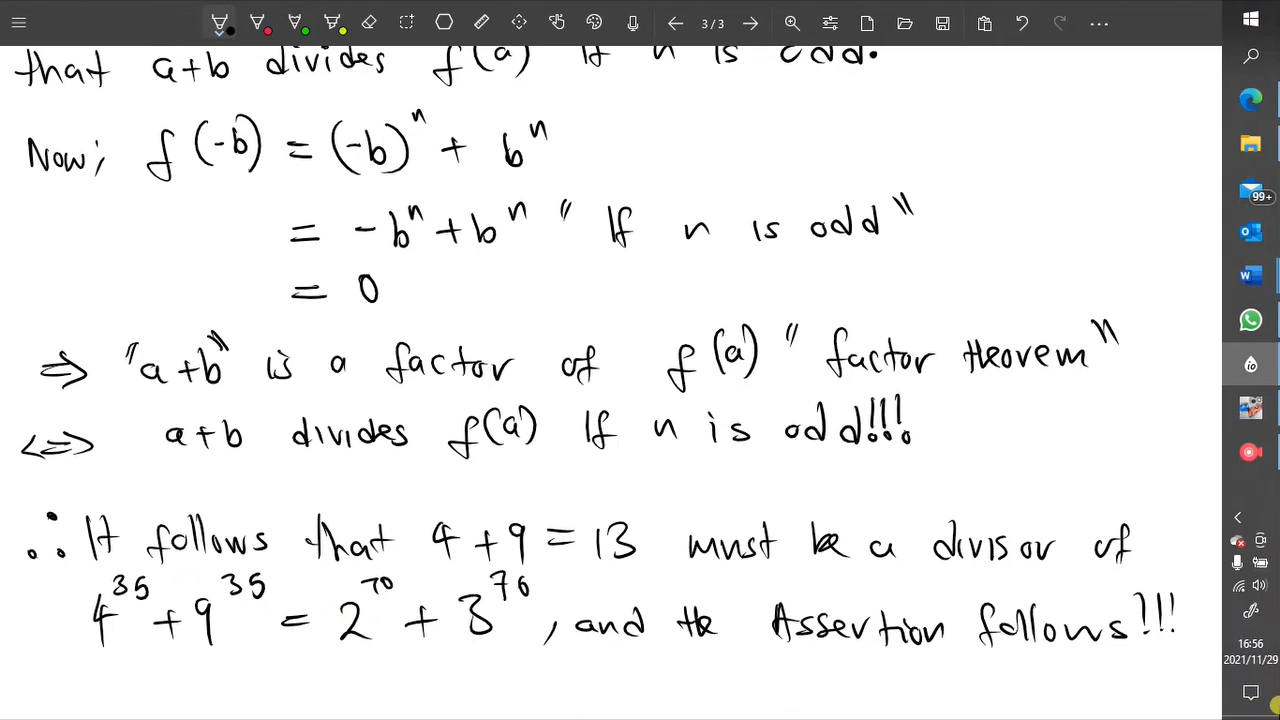 3/3
that a+b divides f(a) if n is odd.
Now; f(-b) = (-b)^n + b^n
= -b^n + b^n " If n is odd"
= 0
=> "a+b" is a factor of f(a) "factor theorem"
<=> a+b divides f(a) If n is odd!!!
∴ It follows that 4+9 = 13 must be a divisor of
4^35 + 9^35 = 2^70 + 3^70, and the Assertion follows!!!
99+
16:56
2021/11/29